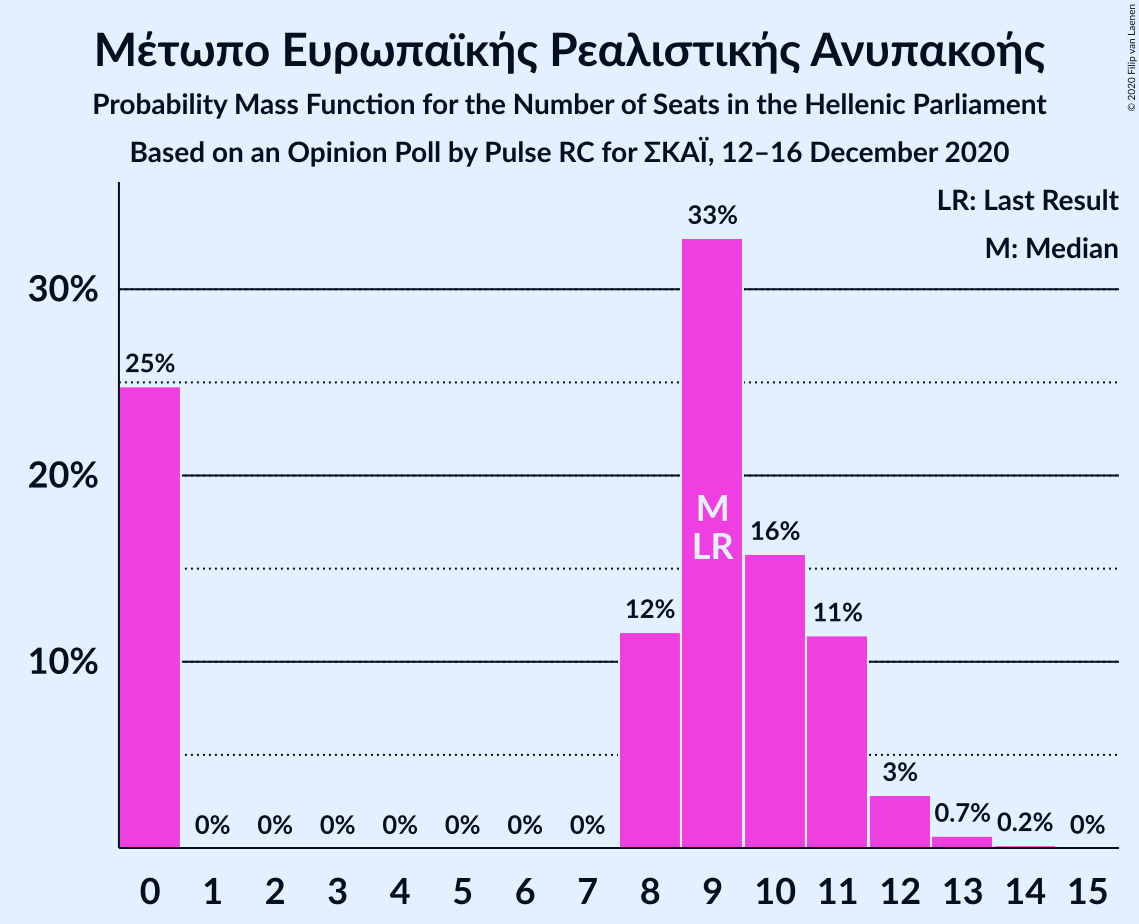 Μέτωπο Ευρωπαϊκής Ρεαλιστικής Ανυπακοής
Probability Mass Function for the Number of Seats in the Hellenic Parliament
Based on an Opinion Poll by Pulse RC for ΣΚΑΪ, 12–16 December 2020
© 2020 Filip van Laenen
LR: Last Result
M: Median
33%
30%
25%
20%
M
LR
16%
12%
11%
10%
3%
0% 0% 0% 0% 0% 0% 0% 0.7% 0.2% 0%
0 1 2 3 4 5 6 7 8 9 10 11 12 13 14 15